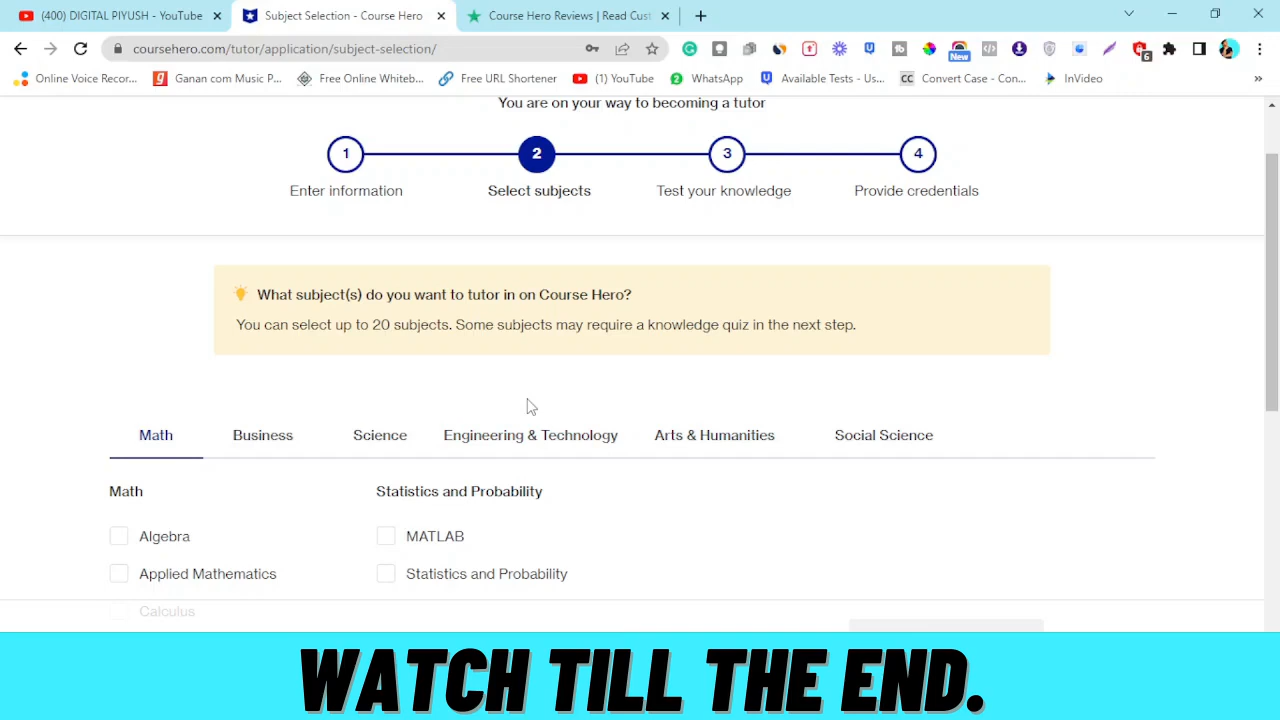 (400) DIGITAL PIYUSH - YouTube
Subject Selection - Course Hero
Course Hero Reviews | Read Cust
coursehero.com/tutor/application/subject-selection/
New
6
Online Voice Recor...
Ganan com Music P...
Free Online Whiteb...
Free URL Shortener
(1) YouTube
WhatsApp
Available Tests - Us...
CC Convert Case - Con...
InVideo
You are on your way to becoming a tutor
1
2
3
4
Enter information
Select subjects
Test your knowledge
Provide credentials
What subject(s) do you want to tutor in on Course Hero?
You can select up to 20 subjects. Some subjects may require a knowledge quiz in the next step.
Math
Business
Science
Engineering & Technology
Arts & Humanities
Social Science
Math
Statistics and Probability
Algebra
MATLAB
Applied Mathematics
Statistics and Probability
Calculus
WATCH TILL THE END.